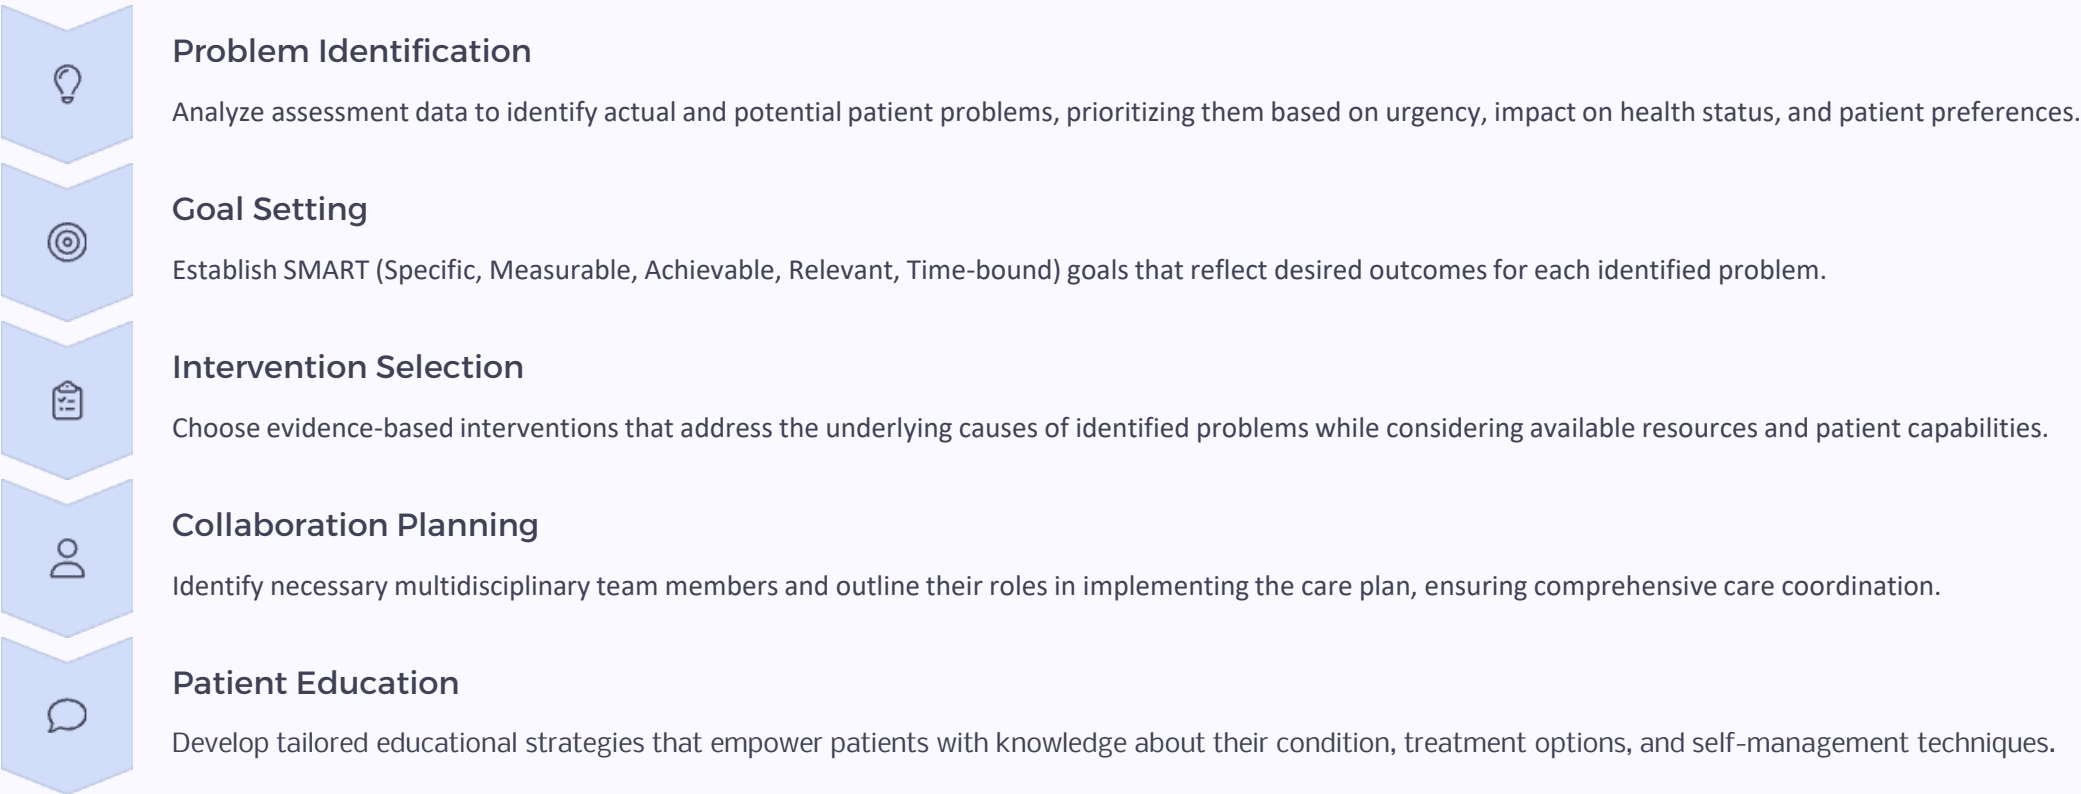 Problem Identification
Analyze assessment data to identify actual and potential patient problems, prioritizing them based on urgency, impact on health status, and patient preferences.
Goal Setting
Establish SMART (Specific, Measurable, Achievable, Relevant, Time-bound) goals that reflect desired outcomes for each identified problem.
Intervention Selection
Choose evidence-based interventions that address the underlying causes of identified problems while considering available resources and patient capabilities.
Collaboration Planning
Identify necessary multidisciplinary team members and outline their roles in implementing the care plan, ensuring comprehensive care coordination.
Patient Education
Develop tailored educational strategies that empower patients with knowledge about their condition, treatment options, and self-management techniques.